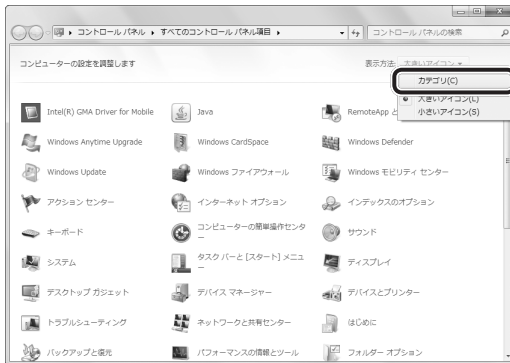 コントロール パネル ▸ すべてのコントロール パネル項目 ▸
コントロール パネルの検索
コンピューターの設定を調整します
表示方法: 大きいアイコン
カテゴリ(C)
大きいアイコン(L)
小さいアイコン(S)
Intel(R) GMA Driver for Mobile
Java
RemoteApp と
Windows Anytime Upgrade
Windows CardSpace
Windows Defender
Windows Update
Windows ファイアウォール
Windows モビリティ センター
アクション センター
インターネット オプション
インデックスのオプション
キーボード
コンピューターの簡単操作センタ
ー
サウンド
システム
タスク バーと [スタート] メニュ
ー
ディスプレイ
デスクトップ ガジェット
デバイス マネージャー
デバイスとプリンター
トラブルシューティング
ネットワークと共有センター
はじめに
バックアップと復元
パフォーマンスの情報とツール
フォルダー オプション